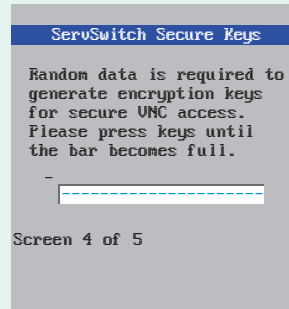 ServSwitch Secure Keys
Random data is required to
generate encryption keys
for secure VNC access.
Please press keys until
the bar becomes full.
_
--------------------
Screen 4 of 5